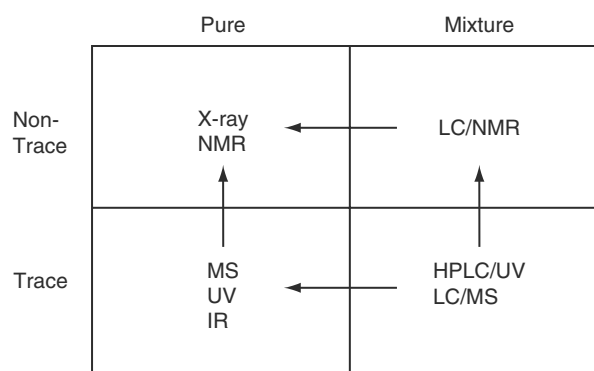 Pure
Mixture
Non-
Trace
X-ray
NMR
LC/NMR
Trace
MS
UV
IR
HPLC/UV
LC/MS